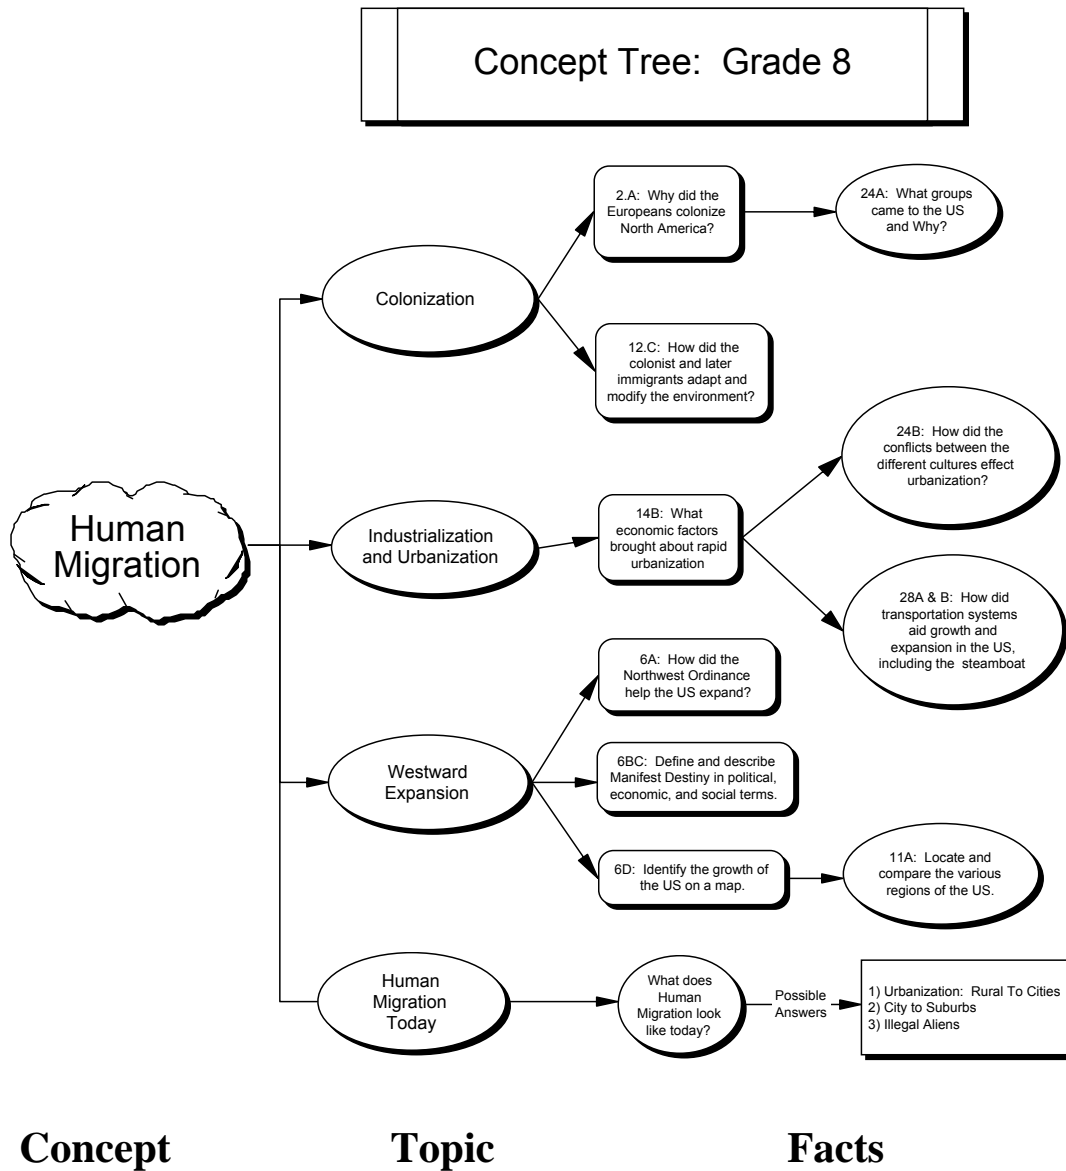 Concept Tree:  Grade 8
2.A:  Why did the
Europeans colonize
North America?
24A:  What groups
came to the US
and Why?
Colonization
12.C:  How did the
colonist and later
immigrants adapt and
modify the environment?
24B:  How did the
conflicts between the
different cultures effect
urbanization?
Human
Migration
Industrialization
and Urbanization
14B:  What
economic factors
brought about rapid
urbanization
28A & B:  How did
transportation systems
aid growth and
expansion in the US,
including the  steamboat
6A:  How did the
Northwest Ordinance
help the US expand?
Westward
Expansion
6BC:  Define and describe
Manifest Destiny in political,
economic, and social terms.
6D:  Identify the growth of
the US on a map.
11A:  Locate and
compare the various
regions of the US.
Human
Migration
Today
What does
Human
Migration look
like today?
Possible
Answers
1) Urbanization:  Rural To Cities
2) City to Suburbs
3) Illegal Aliens
Concept
Topic
Facts